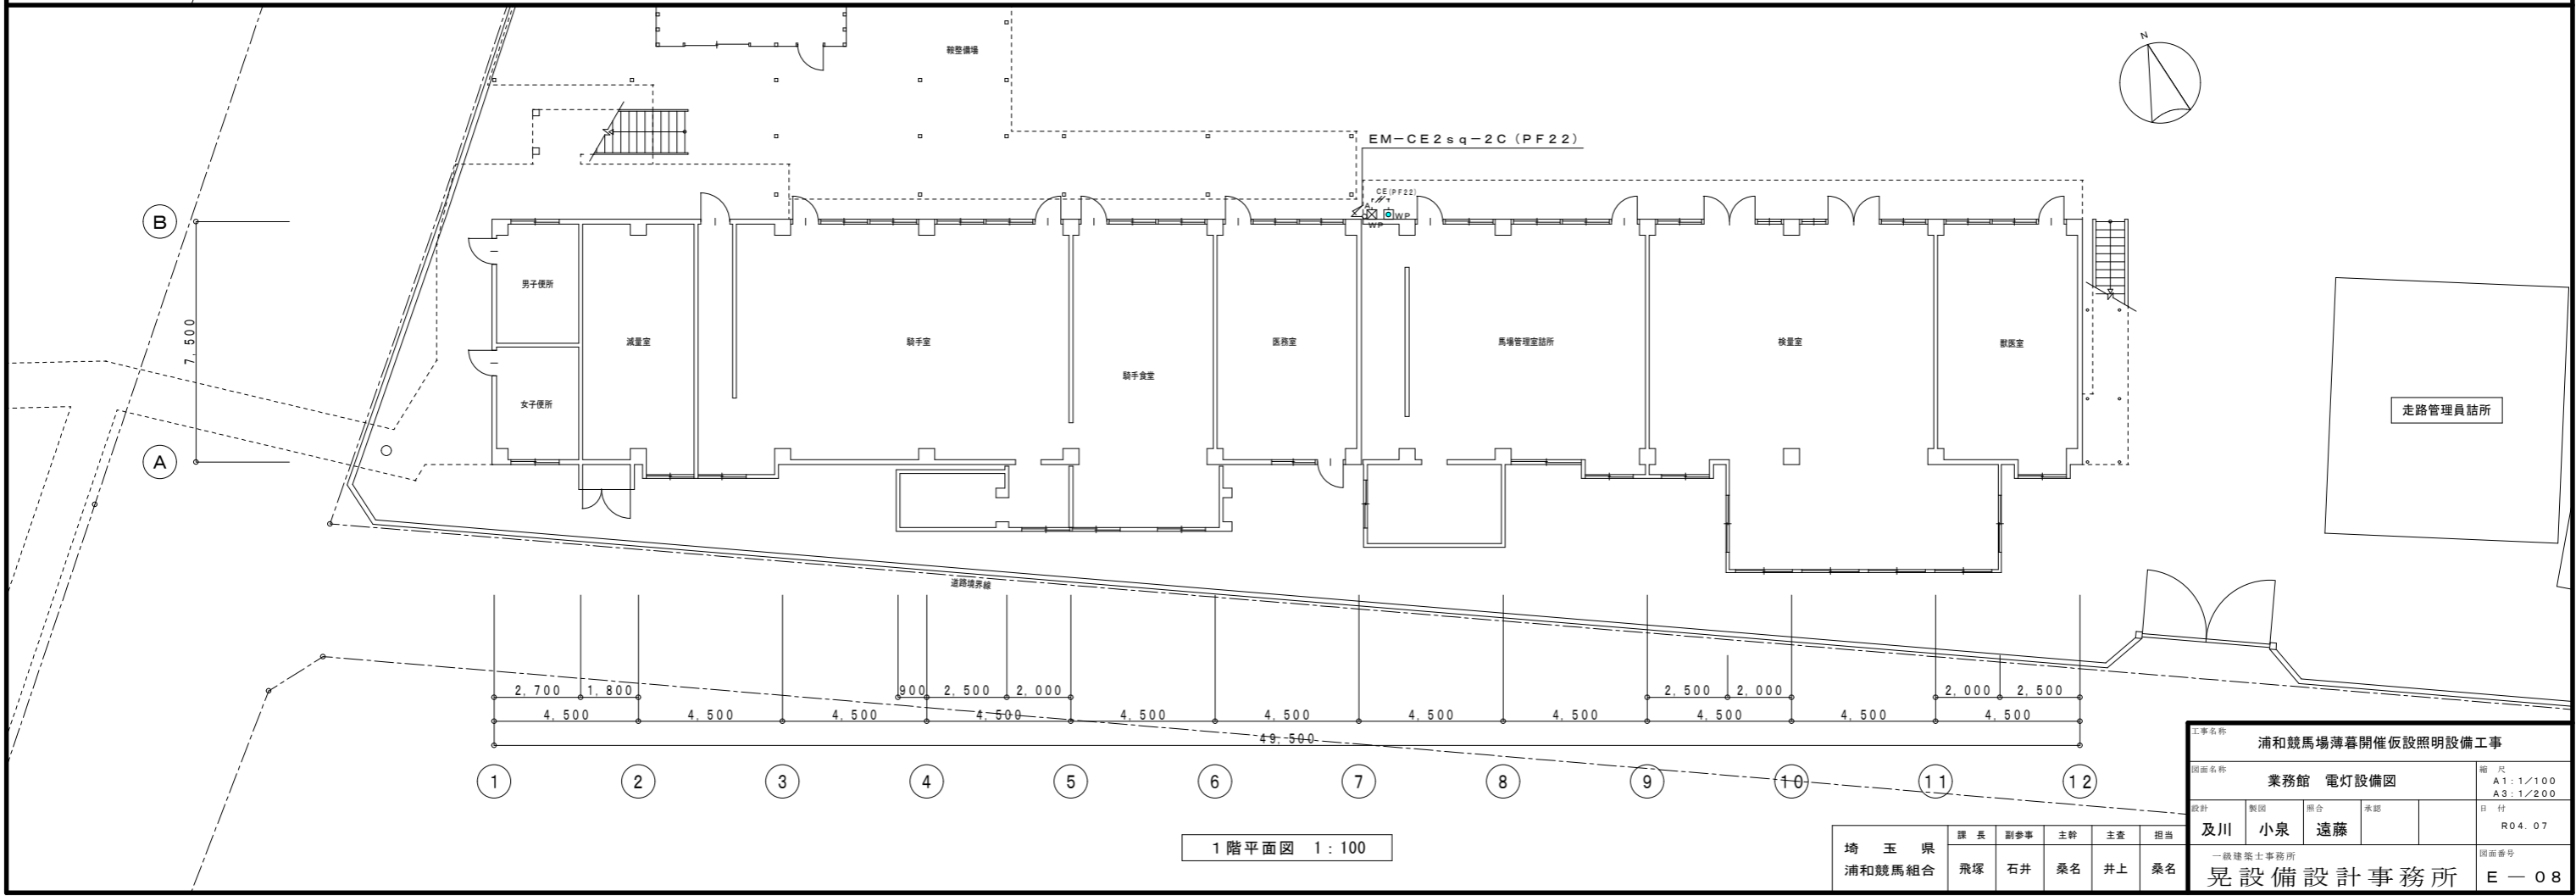 鞍整備場
N
EM-CE2sq-2C (PF22)
CE(PF22)
A
WP
WP
B
A
7,500
男子便所
女子便所
減量室
騎手室
騎手食堂
医務室
馬場管理室詰所
検量室
獣医室
走路管理員詰所
道路境界線
2,700 1,800 900 2,500 2,000 2,500 2,000 2,000 2,500
4,500 4,500 4,500 4,500 4,500 4,500 4,500 4,500 4,500 4,500 4,500
49,500
1 2 3 4 5 6 7 8 9 10 11 12
1階平面図 1:100
埼玉県
浦和競馬組合
課長 副参事 主幹 主査 担当
飛塚 石井 桑名 井上 桑名
工事名称
浦和競馬場薄暮開催仮設照明設備工事
図面名称
業務館 電灯設備図
縮尺
A1:1/100
A3:1/200
設計 製図 照合 承認
及川 小泉 遠藤
日付
R04.07
一級建築士事務所
晃設備設計事務所
図面番号
E-08